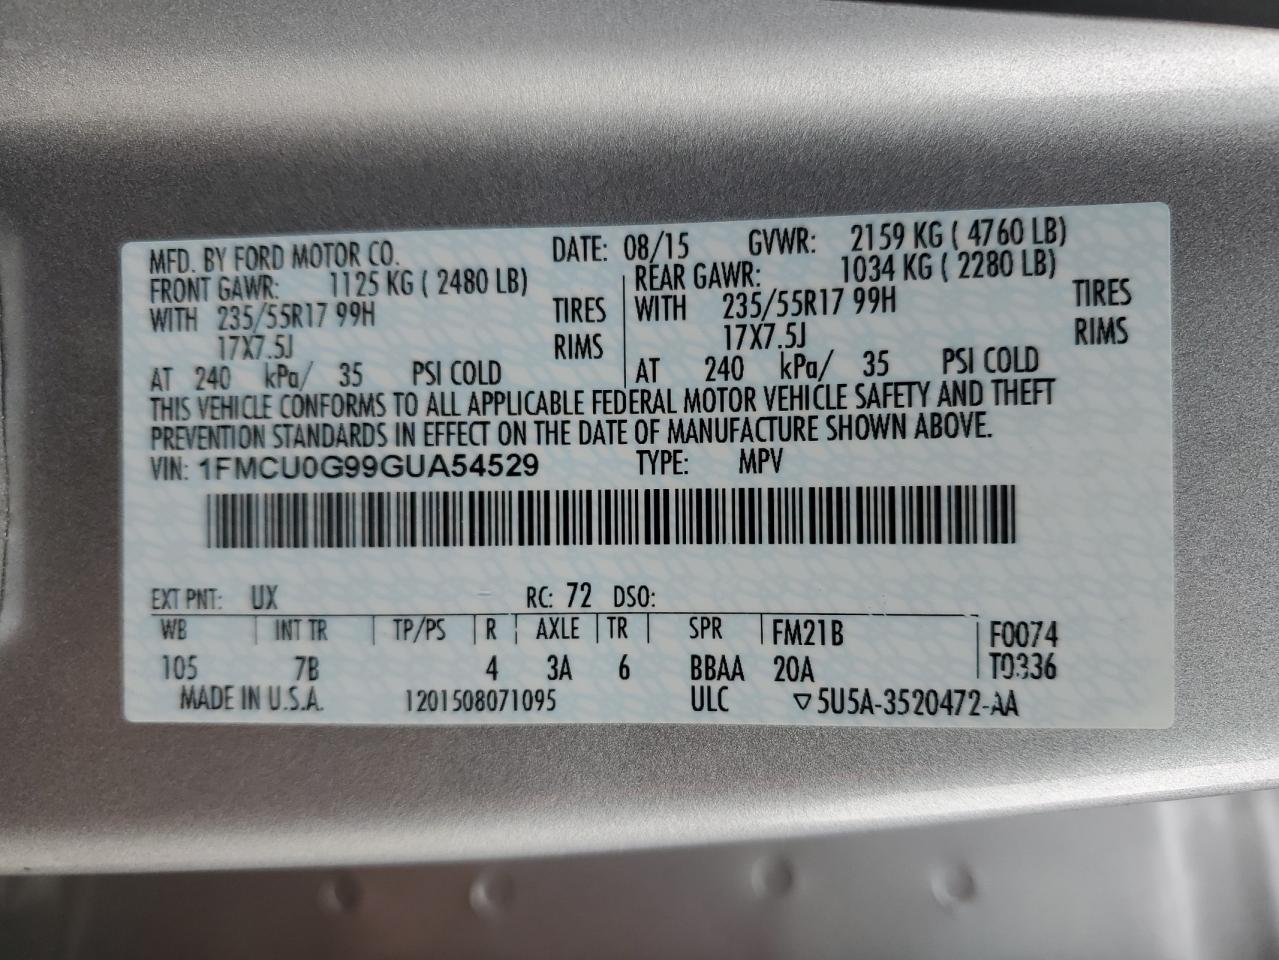 MFD. BY FORD MOTOR CO. DATE: 08/15 GVWR: 2159 KG ( 4760 LB)
FRONT GAWR: 1125 KG ( 2480 LB) REAR GAWR: 1034 KG ( 2280 LB)
WITH 235/55R17 99H TIRES WITH 235/55R17 99H TIRES
17X7.5J RIMS 17X7.5J RIMS
AT 240 kPa/ 35 PSI COLD AT 240 kPa/ 35 PSI COLD
THIS VEHICLE CONFORMS TO ALL APPLICABLE FEDERAL MOTOR VEHICLE SAFETY AND THEFT
PREVENTION STANDARDS IN EFFECT ON THE DATE OF MANUFACTURE SHOWN ABOVE.
VIN: 1FMCU0G99GUA54529 TYPE: MPV
EXT PNT: UX RC: 72 DSO:
WB INT TR TP/PS R AXLE TR SPR FM21B F0074
105 7B 4 3A 6 BBAA 20A T0336
MADE IN U.S.A. 1201508071095 ULC ▽5U5A-3520472-AA